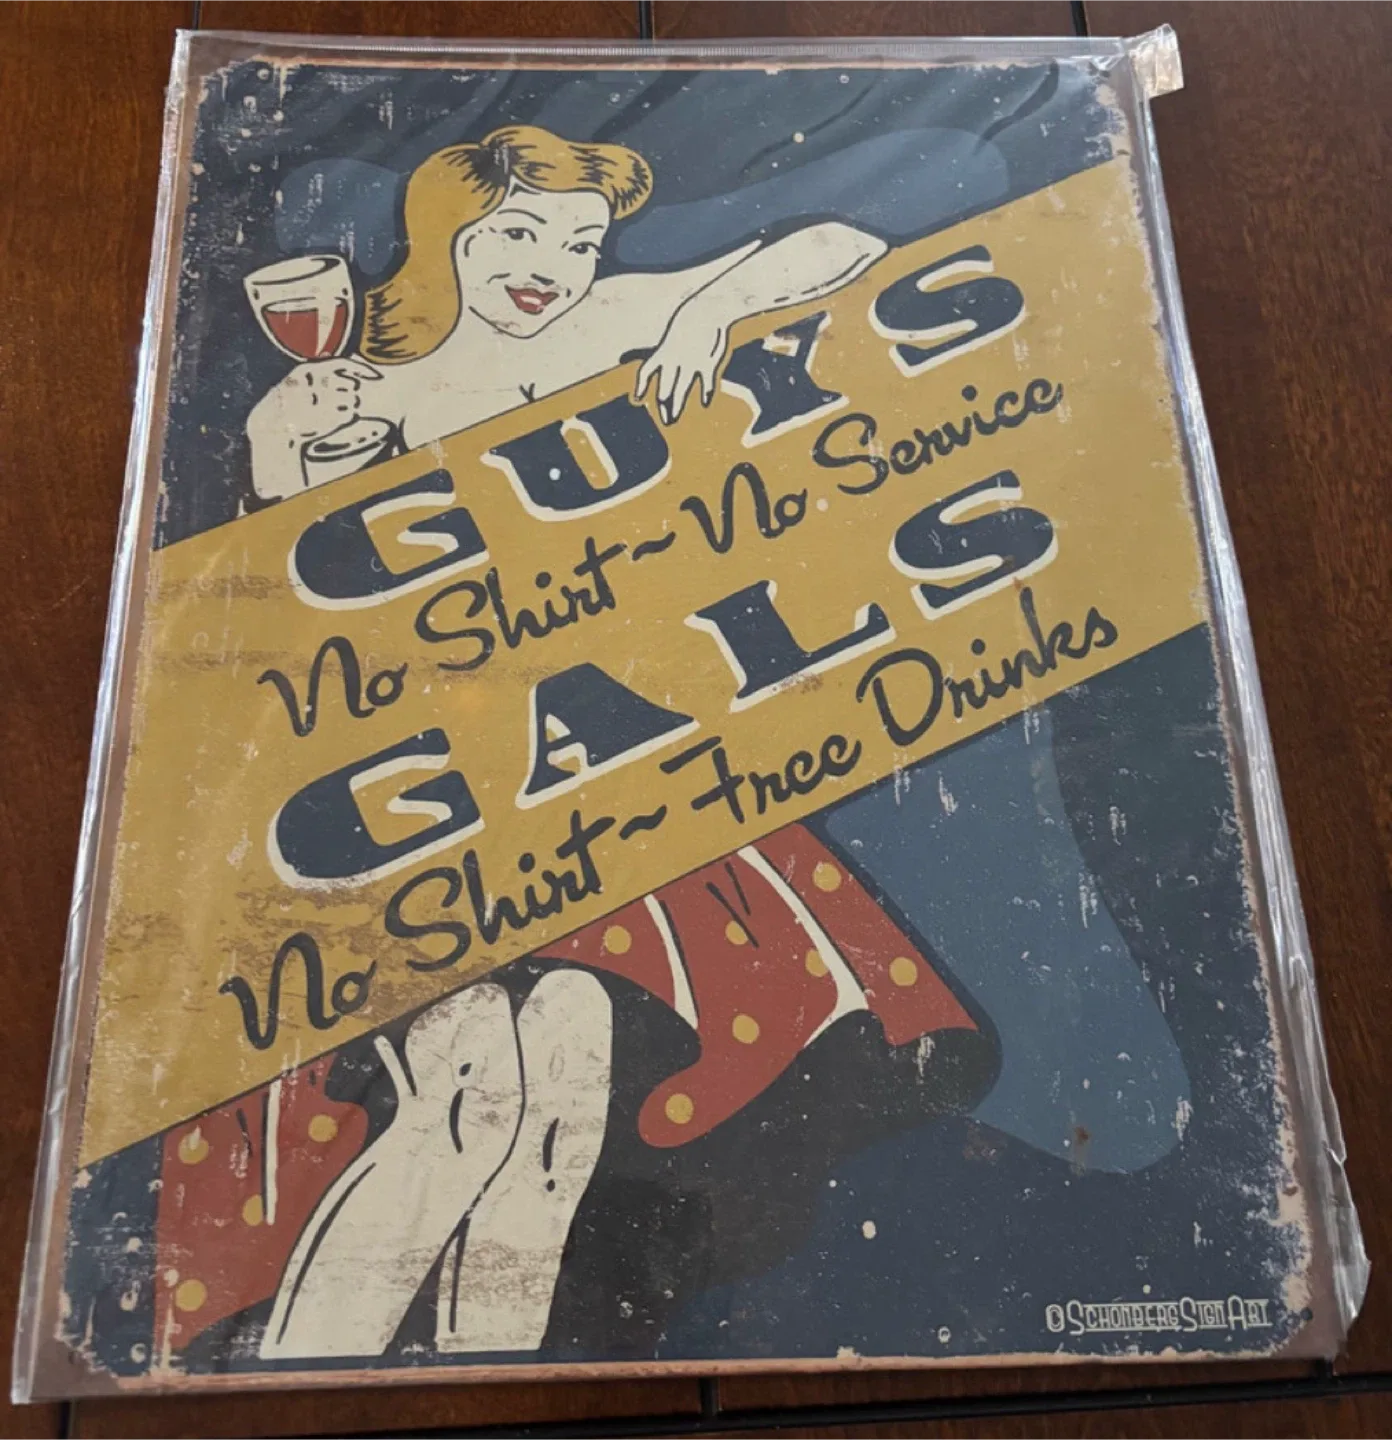 GUYS
No Shirt~No Service
GALS
No Shirt~Free Drinks
©SCHONBERG SIGN ART